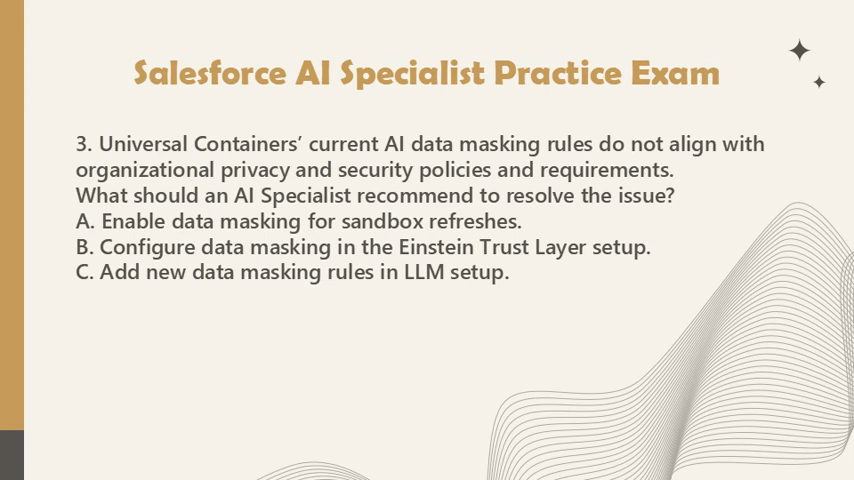 Salesforce AI Specialist Practice Exam
3. Universal Containers’ current AI data masking rules do not align with
organizational privacy and security policies and requirements.
What should an AI Specialist recommend to resolve the issue?
A. Enable data masking for sandbox refreshes.
B. Configure data masking in the Einstein Trust Layer setup.
C. Add new data masking rules in LLM setup.